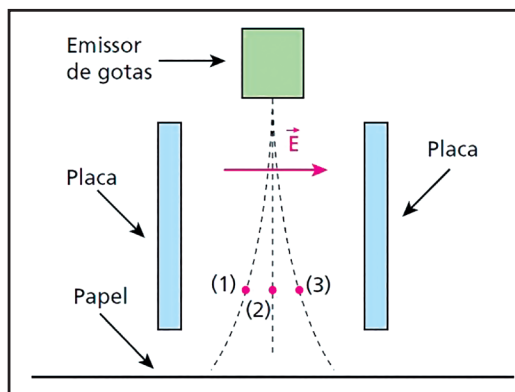 Emissor
de gotas
E
Placa
Placa
(1)
(2)
(3)
Papel